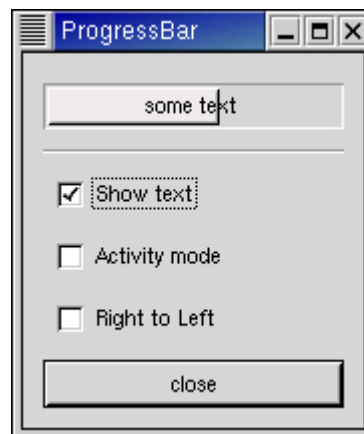 ProgressBar
some text
Show text
Activity mode
Right to Left
close